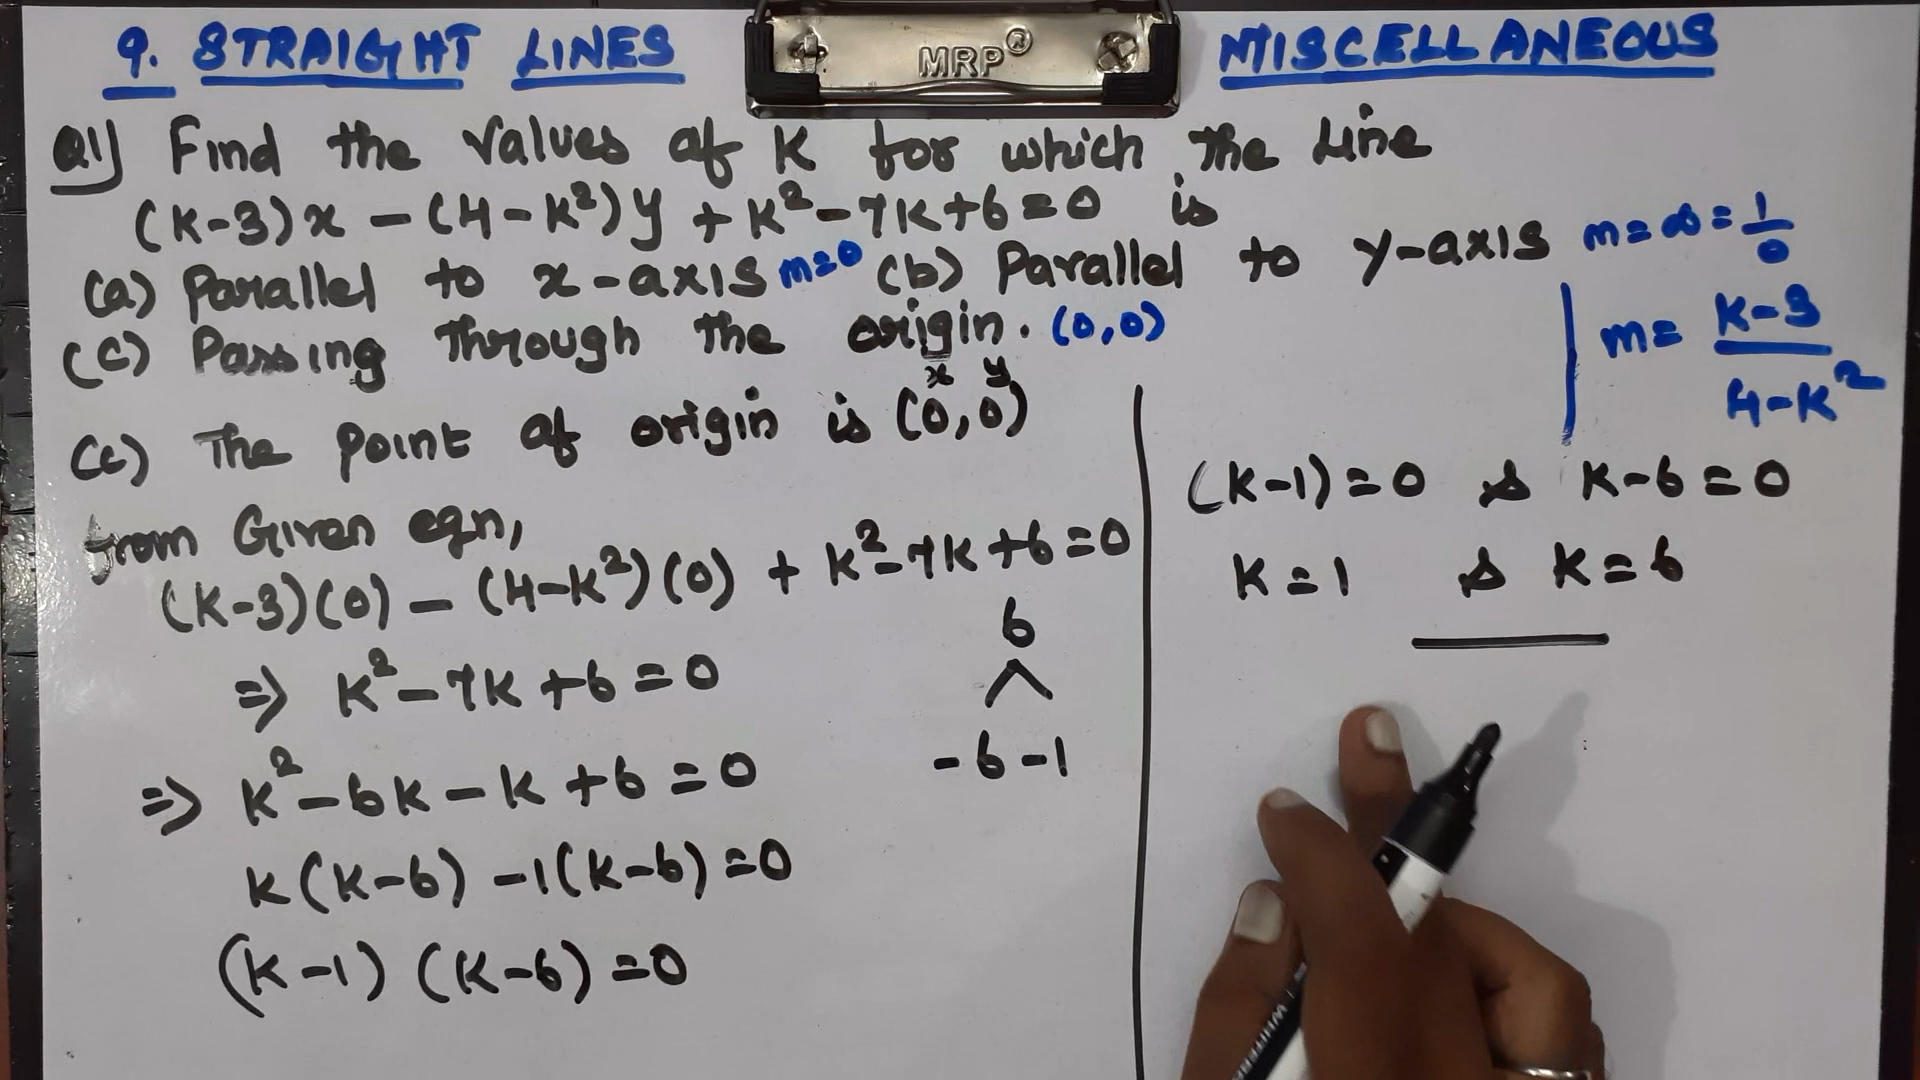 9. STRAIGHT LINES
MRP®
MISCELLANEOUS
Q1) Find the values of K for which the line
(K-3)x - (4-K²)y + K²-7K+6=0 is
(a) Parallel to x-axis m=0 (b) Parallel to y-axis m=∞=1/0
(c) Passing through the origin. (0,0)
m= K-3/4-K²
x y
(c) The point of origin is (0,0)
from Given eqn,
(K-3)(0) - (4-K²)(0) + K²-7K+6=0
⇒ K²-7K+6=0
6
-6 -1
⇒ K²-6K-K+6=0
K(K-6) -1(K-6)=0
(K-1) (K-6)=0
(K-1)=0 & K-6=0
K=1 & K=6
WHITEBO